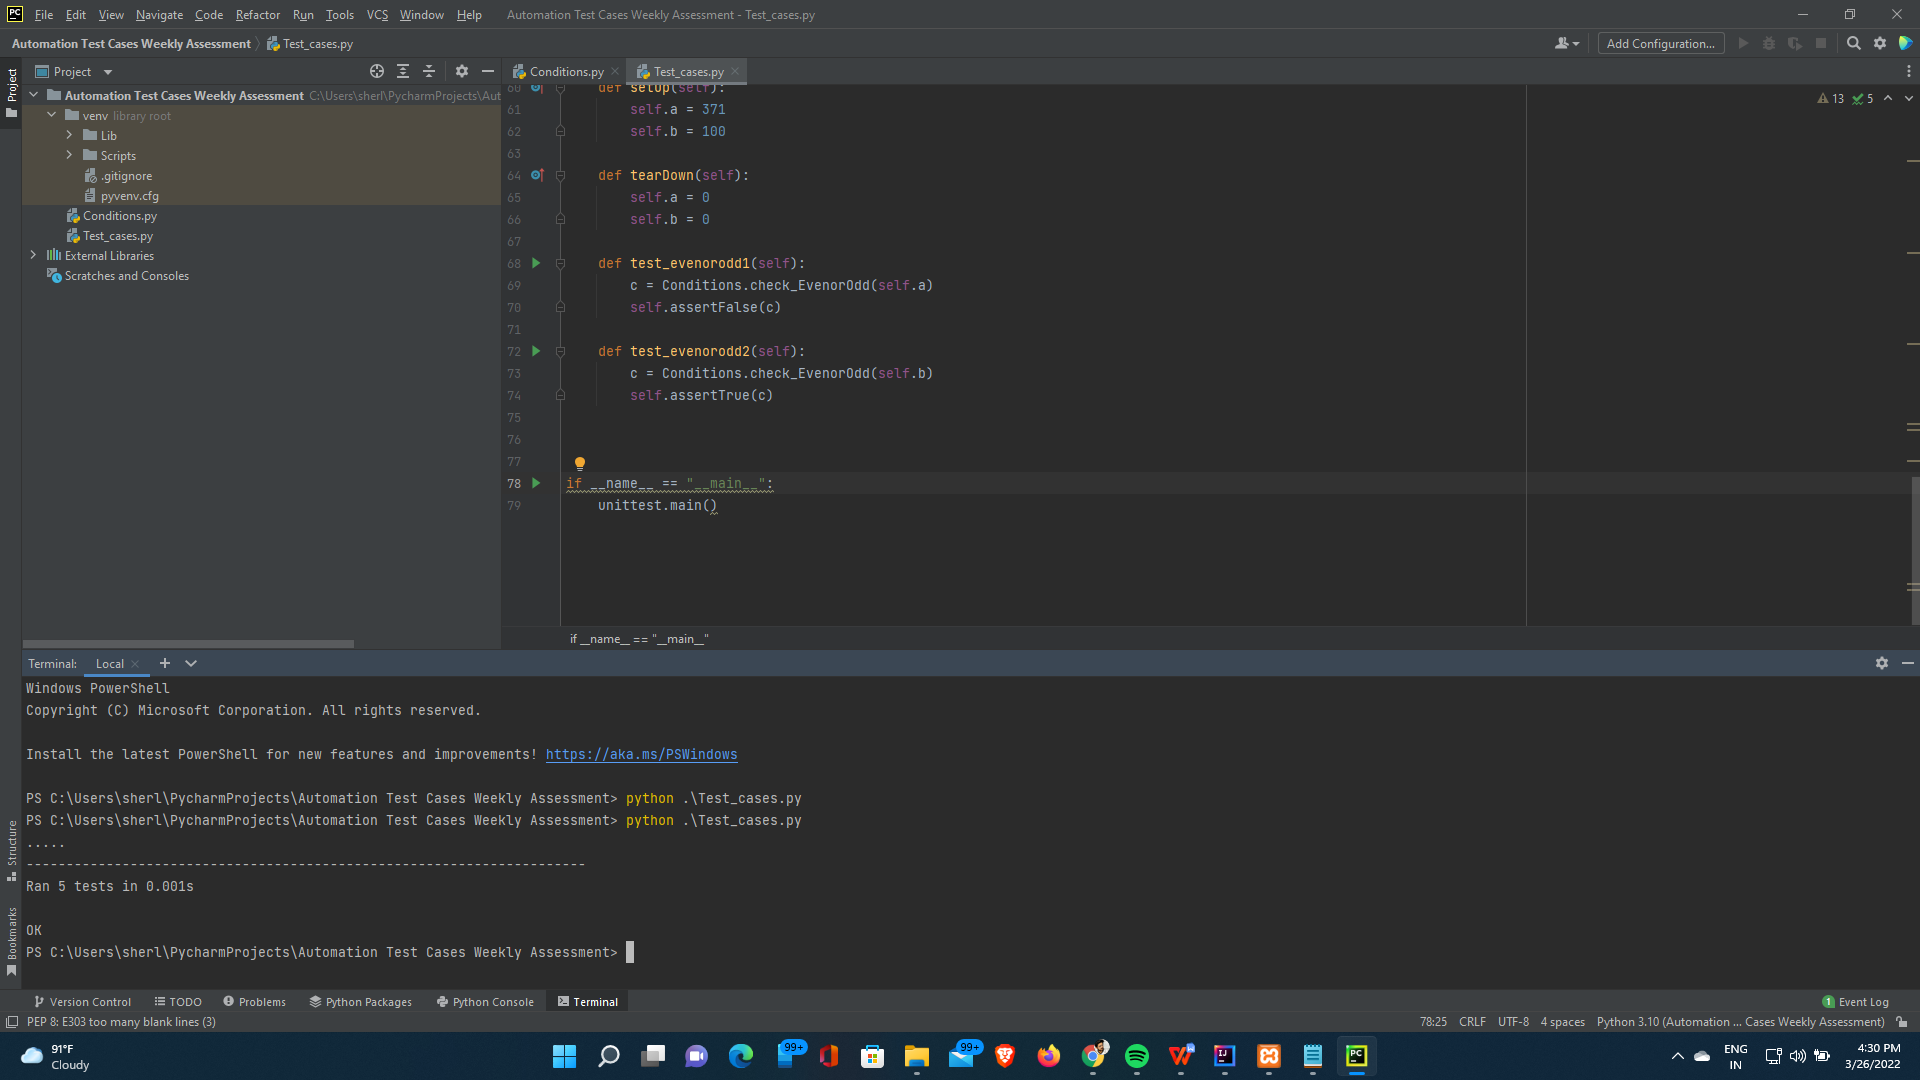 File Edit View Navigate Code Refactor Run Tools VCS Window Help Automation Test Cases Weekly Assessment - Test_cases.py
Automation Test Cases Weekly Assessment Test_cases.py Add Configuration...
Project
Project
Conditions.py Test_cases.py
Automation Test Cases Weekly Assessment C:\Users\sherl\PycharmProjects\Aut
venv library root
Lib
Scripts
.gitignore
pyvenv.cfg
Conditions.py
Test_cases.py
External Libraries
Scratches and Consoles
13 5
60 def setUp(self):
61 self.a = 371
62 self.b = 100
63
64 def tearDown(self):
65 self.a = 0
66 self.b = 0
67
68 def test_evenorodd1(self):
69 c = Conditions.check_EvenorOdd(self.a)
70 self.assertFalse(c)
71
72 def test_evenorodd2(self):
73 c = Conditions.check_EvenorOdd(self.b)
74 self.assertTrue(c)
75
76
77
78 if __name__ == "__main__":
79 unittest.main()
if __name__ == "__main__"
Terminal: Local
Windows PowerShell
Copyright (C) Microsoft Corporation. All rights reserved.
Install the latest PowerShell for new features and improvements! https://aka.ms/PSWindows
PS C:\Users\sherl\PycharmProjects\Automation Test Cases Weekly Assessment> python .\Test_cases.py
PS C:\Users\sherl\PycharmProjects\Automation Test Cases Weekly Assessment> python .\Test_cases.py
.....
----------------------------------------------------------------------
Ran 5 tests in 0.001s
OK
PS C:\Users\sherl\PycharmProjects\Automation Test Cases Weekly Assessment>
Structure
Bookmarks
Version Control TODO Problems Python Packages Python Console Terminal 1 Event Log
PEP 8: E303 too many blank lines (3) 78:25 CRLF UTF-8 4 spaces Python 3.10 (Automation ... Cases Weekly Assessment)
91°F
Cloudy
99+
99+
ENG
IN
4:30 PM
3/26/2022